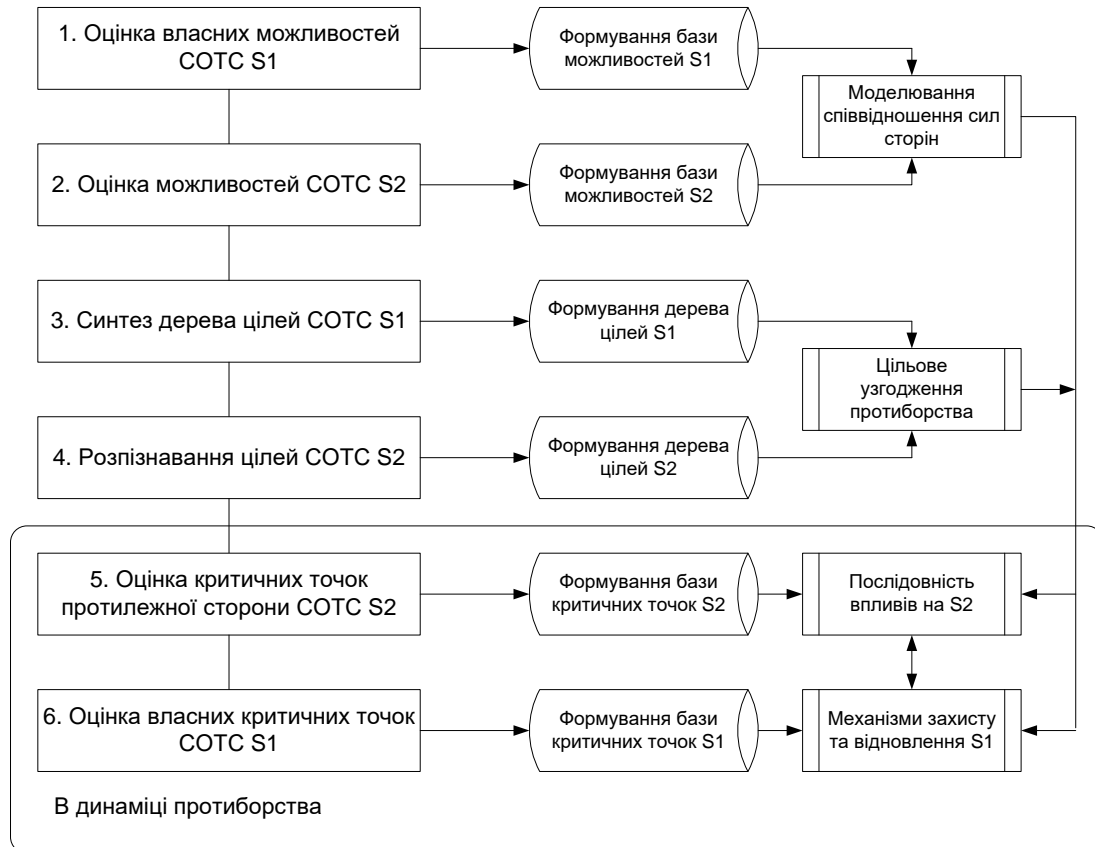 1. Оцінка власних можливостей
СОТС S1
Формування бази
можливостей S1
Моделювання
співвідношення сил
сторін
2. Оцінка можливостей СОТС S2
Формування бази
можливостей S2
3. Синтез дерева цілей СОТС S1
Формування дерева
цілей S1
Цільове
узгодження
протиборства
4. Розпізнавання цілей СОТС S2
Формування дерева
цілей S2
5. Оцінка критичних точок
протилежної сторони СОТС S2
Формування бази
критичних точок S2
Послідовність
впливів на S2
6. Оцінка власних критичних точок
СОТС S1
Формування бази
критичних точок S1
Механізми захисту
та відновлення S1
В динаміці протиборства